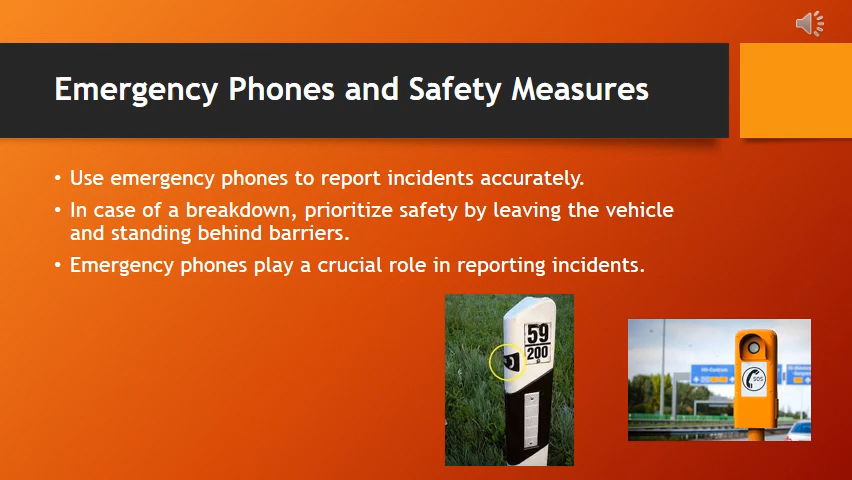 Emergency Phones and Safety Measures
• Use emergency phones to report incidents accurately.
• In case of a breakdown, prioritize safety by leaving the vehicle
and standing behind barriers.
• Emergency phones play a crucial role in reporting incidents.
59
200
SOS